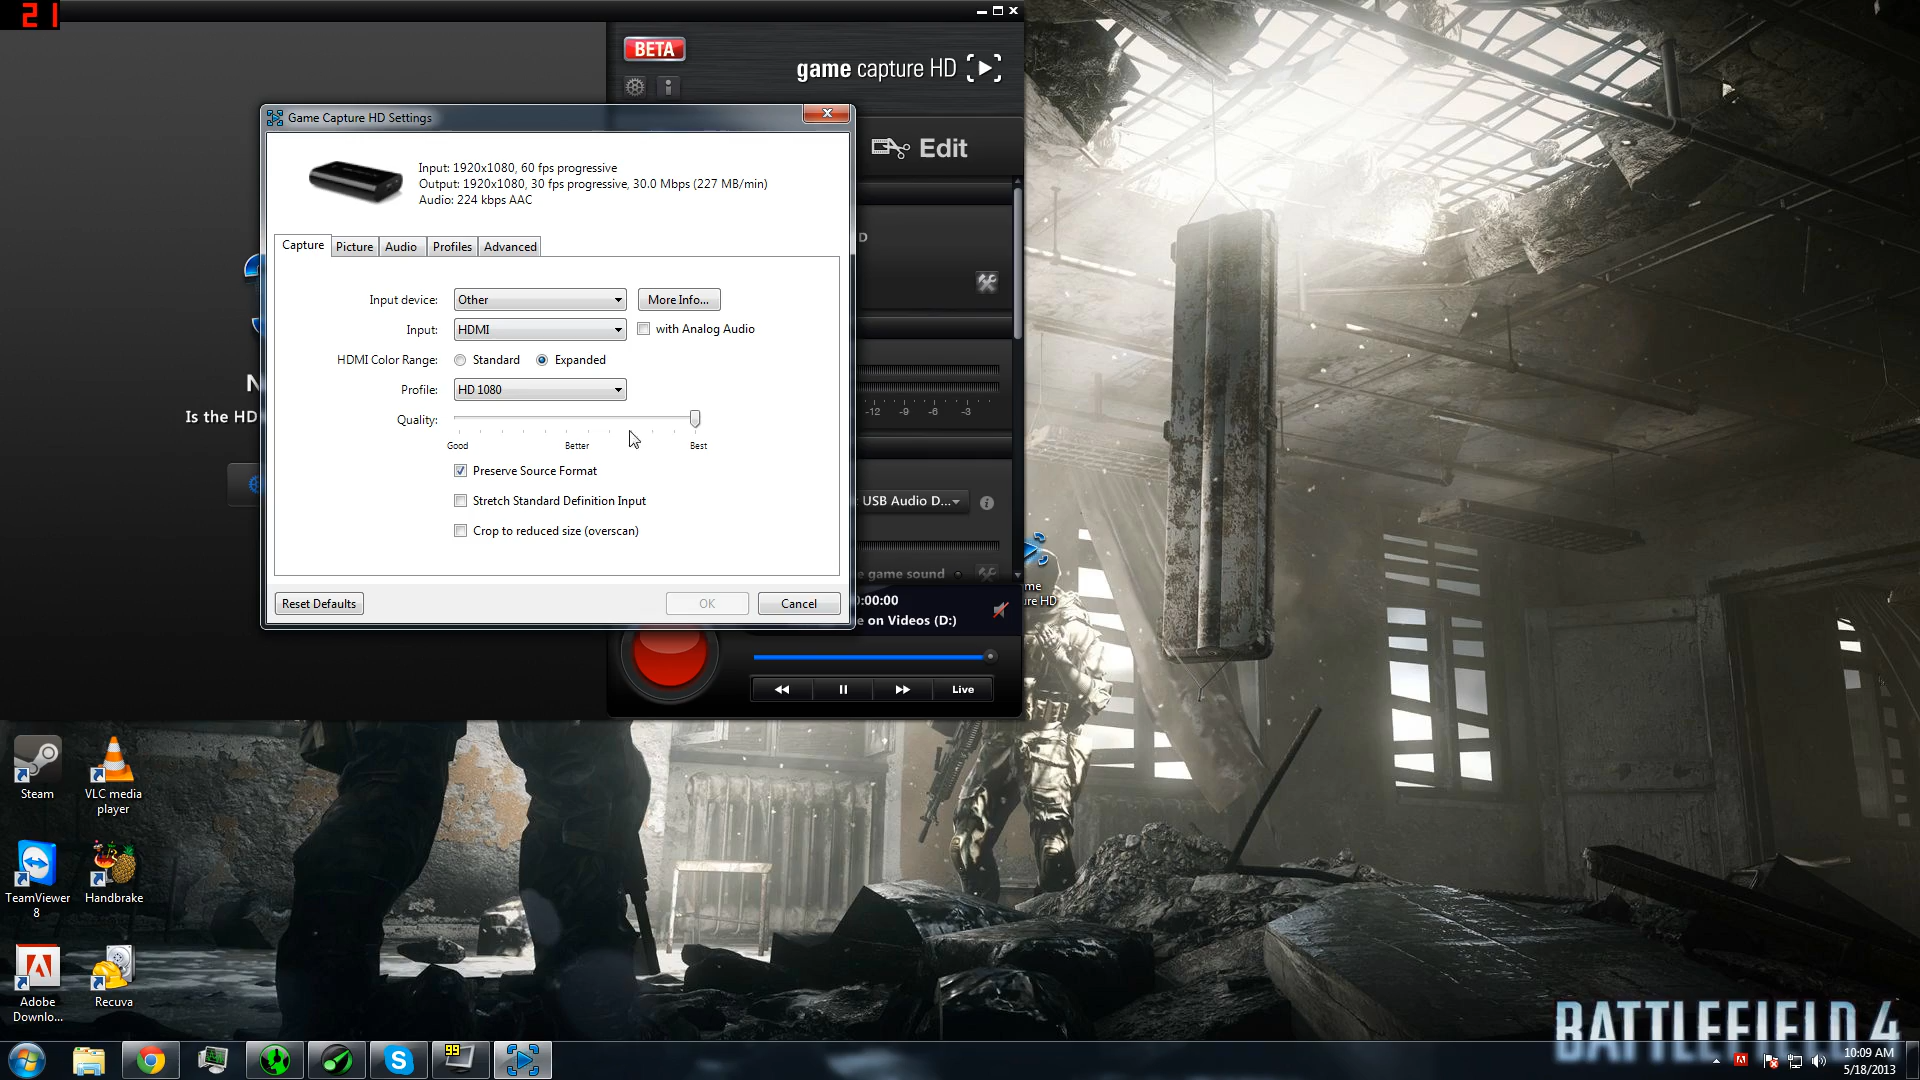 21
BETA
game capture HD
Edit
Game Capture HD Settings
Input: 1920x1080, 60 fps progressive
Output: 1920x1080, 30 fps progressive, 30.0 Mbps (227 MB/min)
Audio: 224 kbps AAC
Capture Picture Audio Profiles Advanced
Input device: Other More Info...
Input: HDMI with Analog Audio
HDMI Color Range: Standard Expanded
Profile: HD 1080
Quality:
Good Better Best
Preserve Source Format
Stretch Standard Definition Input
Crop to reduced size (overscan)
Reset Defaults OK Cancel
D
N
Is the HD
-12 -9 -6 -3
USB Audio D...
e game sound
0:00:00
e on Videos (D:)
Live
me
ure HD
Steam
VLC media
player
TeamViewer
8
Handbrake
Adobe
Downlo...
Recuva
BATTLEFIELD 4
99
10:09 AM
5/18/2013